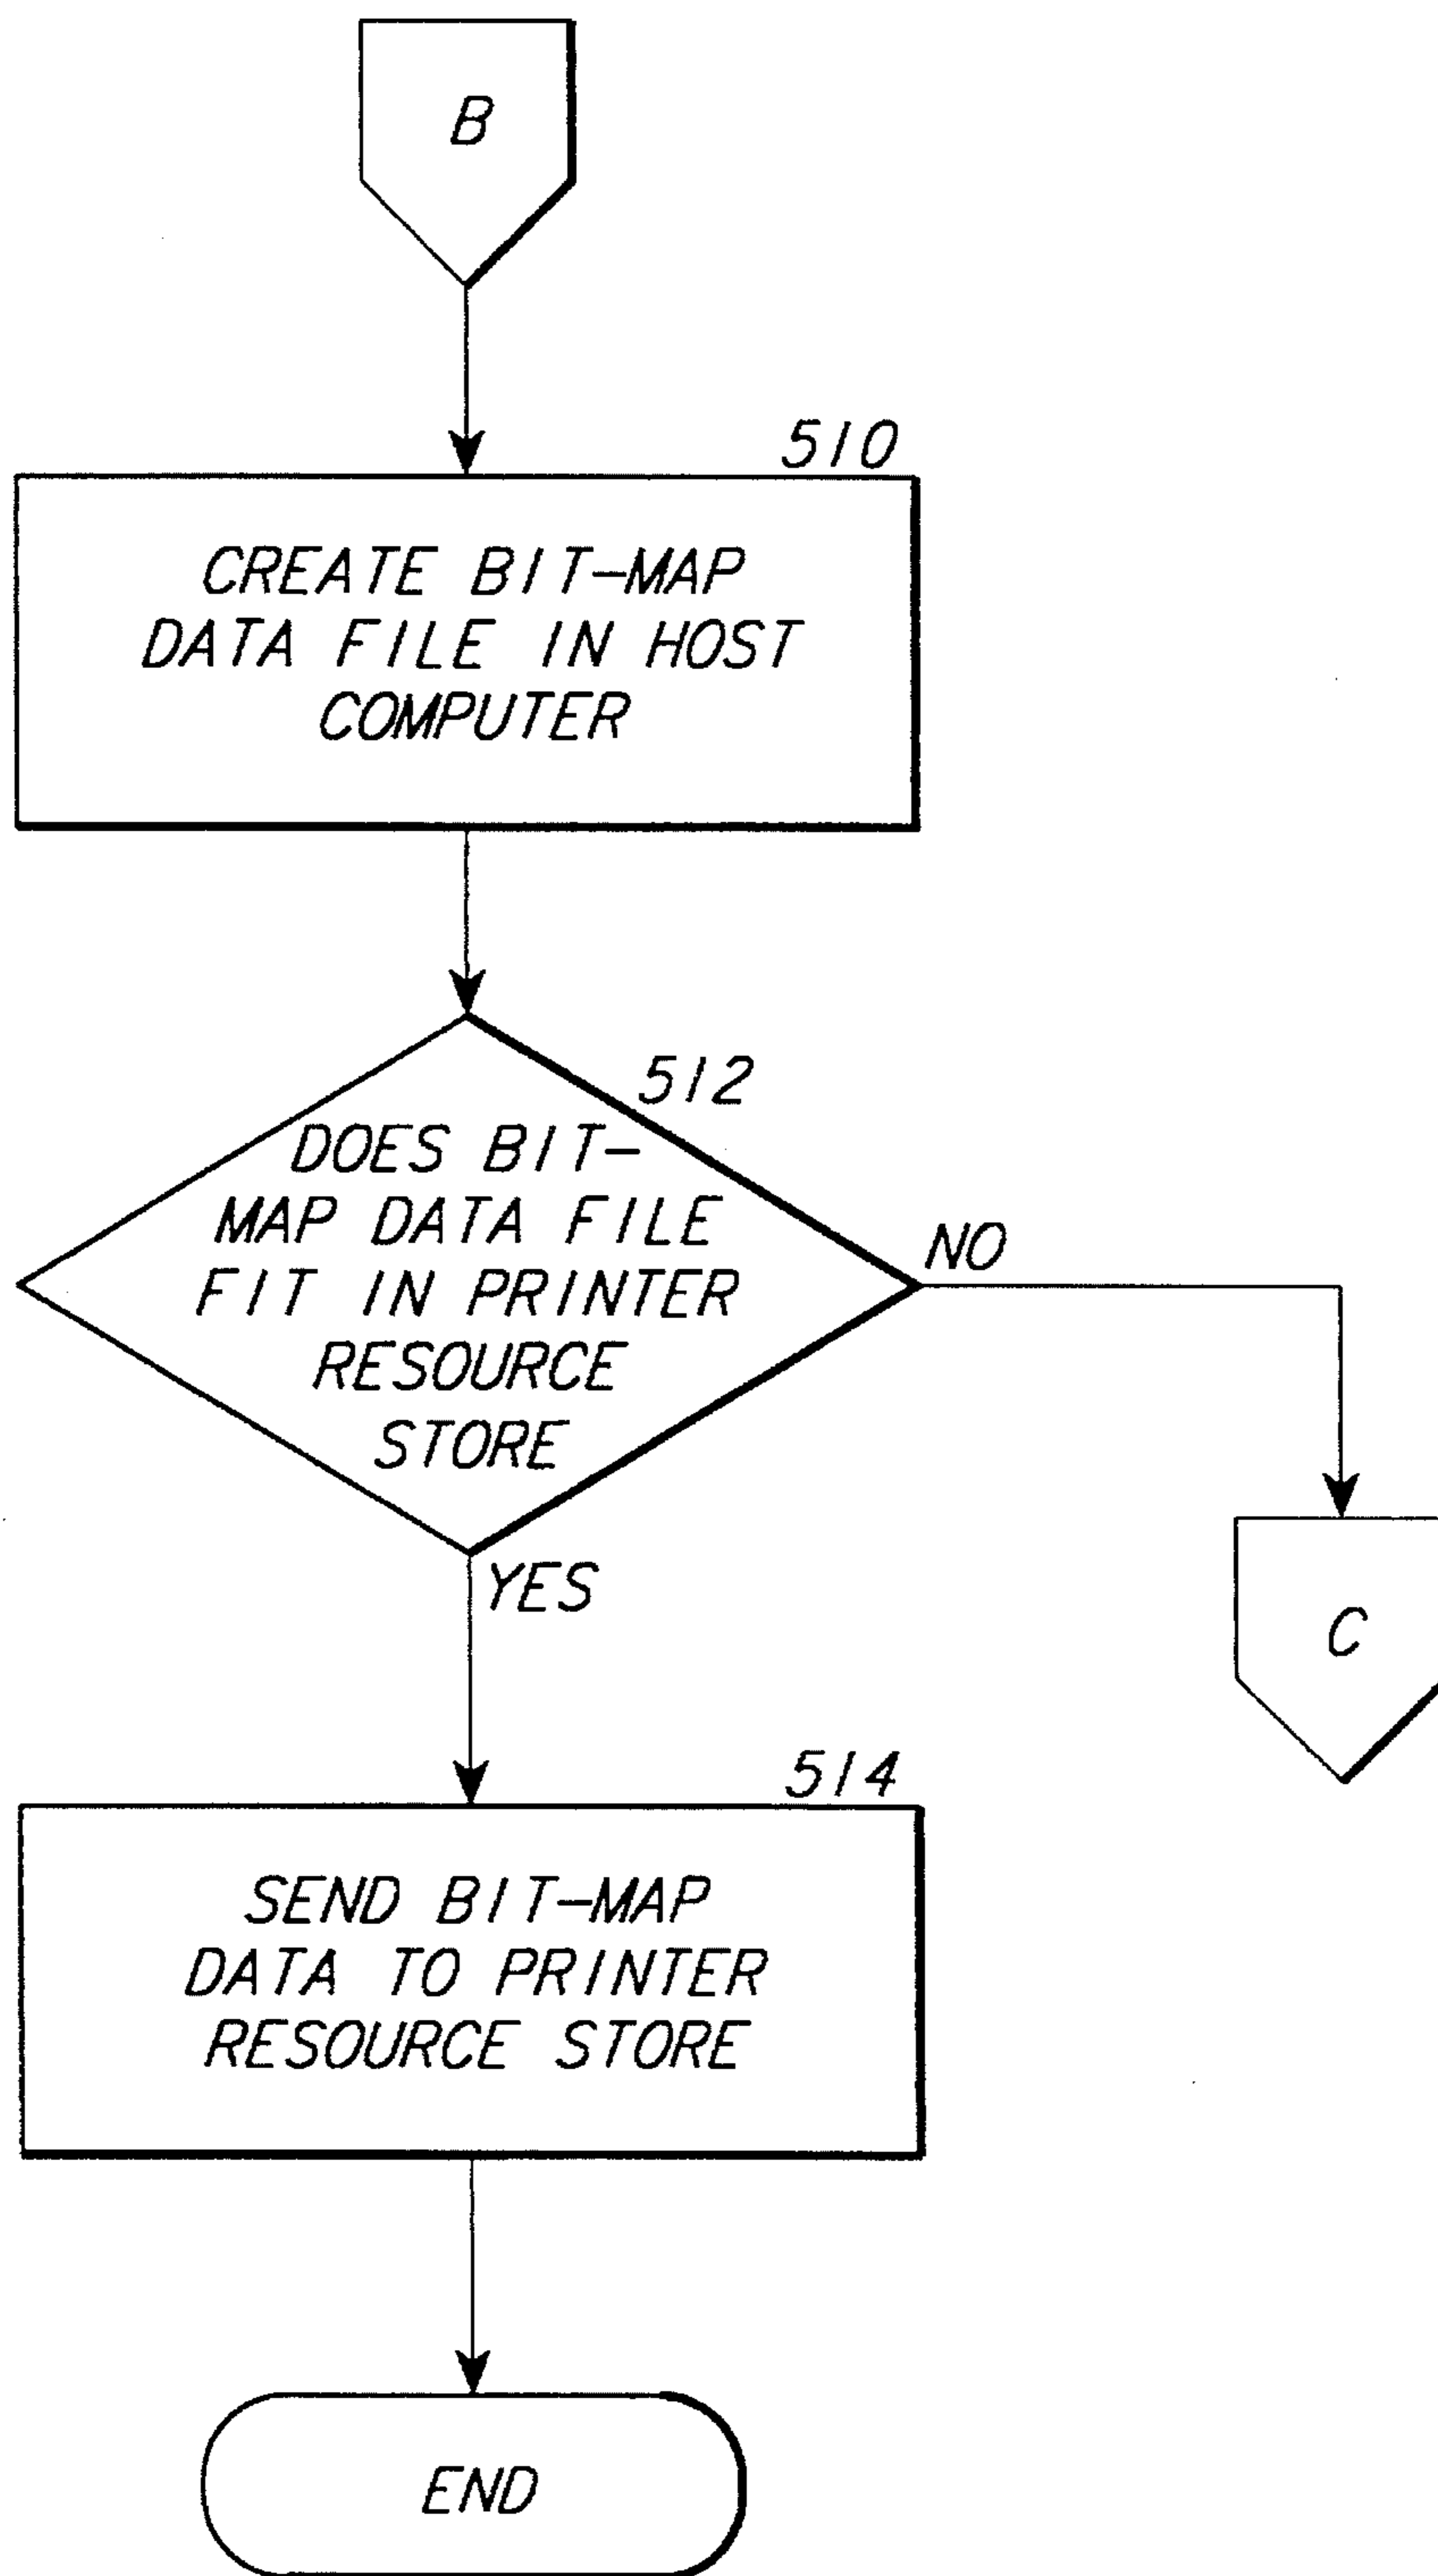 B
510
CREATE BIT-MAP
DATA FILE IN HOST
COMPUTER
512
DOES BIT-
MAP DATA FILE
FIT IN PRINTER
RESOURCE
STORE
NO
YES
C
514
SEND BIT-MAP
DATA TO PRINTER
RESOURCE STORE
END